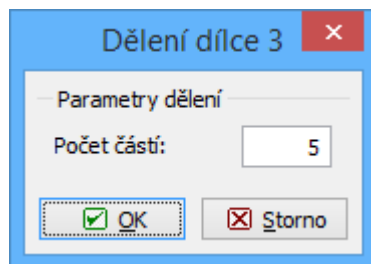 Dělení dílce 3
Parametry dělení
Počet částí: 5
OK Storno